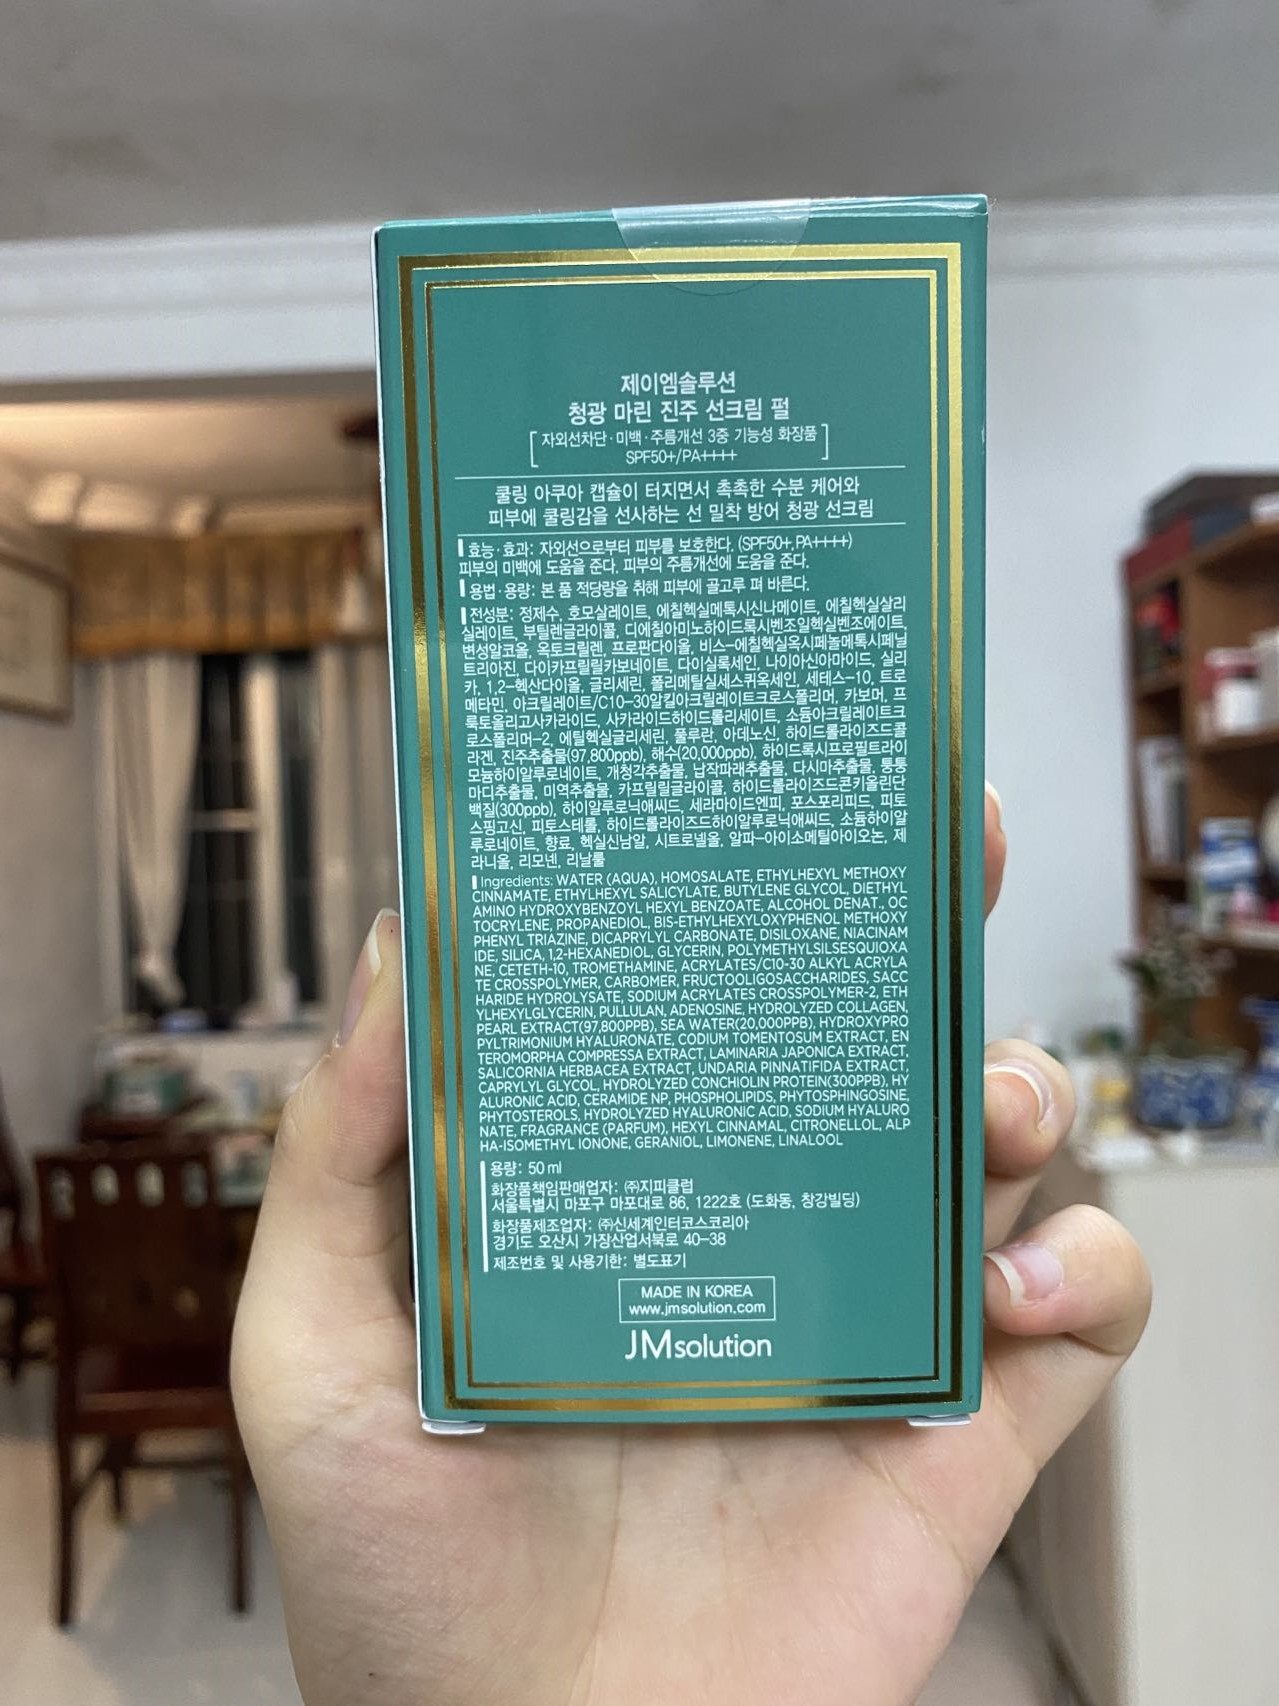 제이엠솔루션
청광 마린 진주 선크림 펄
[ 자외선차단·미백·주름개선 3중 기능성 화장품
SPF50+/PA++++ ]
쿨링 아쿠아 캡슐이 터지면서 촉촉한 수분 케어와
피부에 쿨링감을 선사하는 선 밀착 방어 청광 선크림
효능·효과: 자외선으로부터 피부를 보호한다. (SPF50+,PA++++)
피부의 미백에 도움을 준다. 피부의 주름개선에 도움을 준다.
용법·용량: 본 품 적당량을 취해 피부에 골고루 펴 바른다.
전성분: 정제수, 호모살레이트, 에칠헥실메톡시신나메이트, 에칠헥실살리
실레이트, 부틸렌글라이콜, 디에칠아미노하이드록시벤조일헥실벤조에이트,
변성알코올, 옥토크릴렌, 프로판다이올, 비스-에칠헥실옥시페놀메톡시페닐
트리아진, 다이카프릴릴카보네이트, 다이실록세인, 나이아신아마이드, 실리
카, 1,2-헥산다이올, 글리세린, 폴리메틸실세스퀴옥세인, 세테스-10, 트로
메타민, 아크릴레이트/C10-30알킬아크릴레이트크로스폴리머, 카보머, 프
룩토올리고사카라이드, 사카라이드하이드롤리세이트, 소듐아크릴레이트크
로스폴리머-2, 에틸헥실글리세린, 풀루란, 아데노신, 하이드롤라이즈드콜
라겐, 진주추출물(97,800ppb), 해수(20,000ppb), 하이드록시프로필트라이
모늄하이알루로네이트, 개청각추출물, 납작파래추출물, 다시마추출물, 퉁퉁
마디추출물, 미역추출물, 카프릴릴글라이콜, 하이드롤라이즈드콘키올린단
백질(300ppb), 하이알루로닉애씨드, 세라마이드엔피, 포스포리피드, 피토
스핑고신, 피토스테롤, 하이드롤라이즈드하이알루로닉애씨드, 소듐하이알
루로네이트, 향료, 헥실신남알, 시트로넬올, 알파-아이소메틸아이오논, 제
라니올, 리모넨, 리날룰
Ingredients: WATER (AQUA), HOMOSALATE, ETHYLHEXYL METHOXY
CINNAMATE, ETHYLHEXYL SALICYLATE, BUTYLENE GLYCOL, DIETHYL
AMINO HYDROXYBENZOYL HEXYL BENZOATE, ALCOHOL DENAT., OC
TOCRYLENE, PROPANEDIOL, BIS-ETHYLHEXYLOXYPHENOL METHOXY
PHENYL TRIAZINE, DICAPRYLYL CARBONATE, DISILOXANE, NIACINAM
IDE, SILICA, 1,2-HEXANEDIOL, GLYCERIN, POLYMETHYLSILSESQUIOXA
NE, CETETH-10, TROMETHAMINE, ACRYLATES/C10-30 ALKYL ACRYLA
TE CROSSPOLYMER, CARBOMER, FRUCTOOLIGOSACCHARIDES, SACC
HARIDE HYDROLYSATE, SODIUM ACRYLATES CROSSPOLYMER-2, ETH
YLHEXYLGLYCERIN, PULLULAN, ADENOSINE, HYDROLYZED COLLAGEN,
PEARL EXTRACT(97,800PPB), SEA WATER(20,000PPB), HYDROXYPRO
PYLTRIMONIUM HYALURONATE, CODIUM TOMENTOSUM EXTRACT, EN
TEROMORPHA COMPRESSA EXTRACT, LAMINARIA JAPONICA EXTRACT,
SALICORNIA HERBACEA EXTRACT, UNDARIA PINNATIFIDA EXTRACT,
CAPRYLYL GLYCOL, HYDROLYZED CONCHIOLIN PROTEIN(300PPB), HY
ALURONIC ACID, CERAMIDE NP, PHOSPHOLIPIDS, PHYTOSPHINGOSINE,
PHYTOSTEROLS, HYDROLYZED HYALURONIC ACID, SODIUM HYALURO
NATE, FRAGRANCE (PARFUM), HEXYL CINNAMAL, CITRONELLOL, ALP
HA-ISOMETHYL IONONE, GERANIOL, LIMONENE, LINALOOL
용량: 50 ml
화장품책임판매업자: ㈜지피클럽
서울특별시 마포구 마포대로 86, 1222호 (도화동, 창강빌딩)
화장품제조업자: ㈜신세계인터코스코리아
경기도 오산시 가장산업서북로 40-38
제조번호 및 사용기한: 별도표기
MADE IN KOREA
www.jmsolution.com
JMsolution